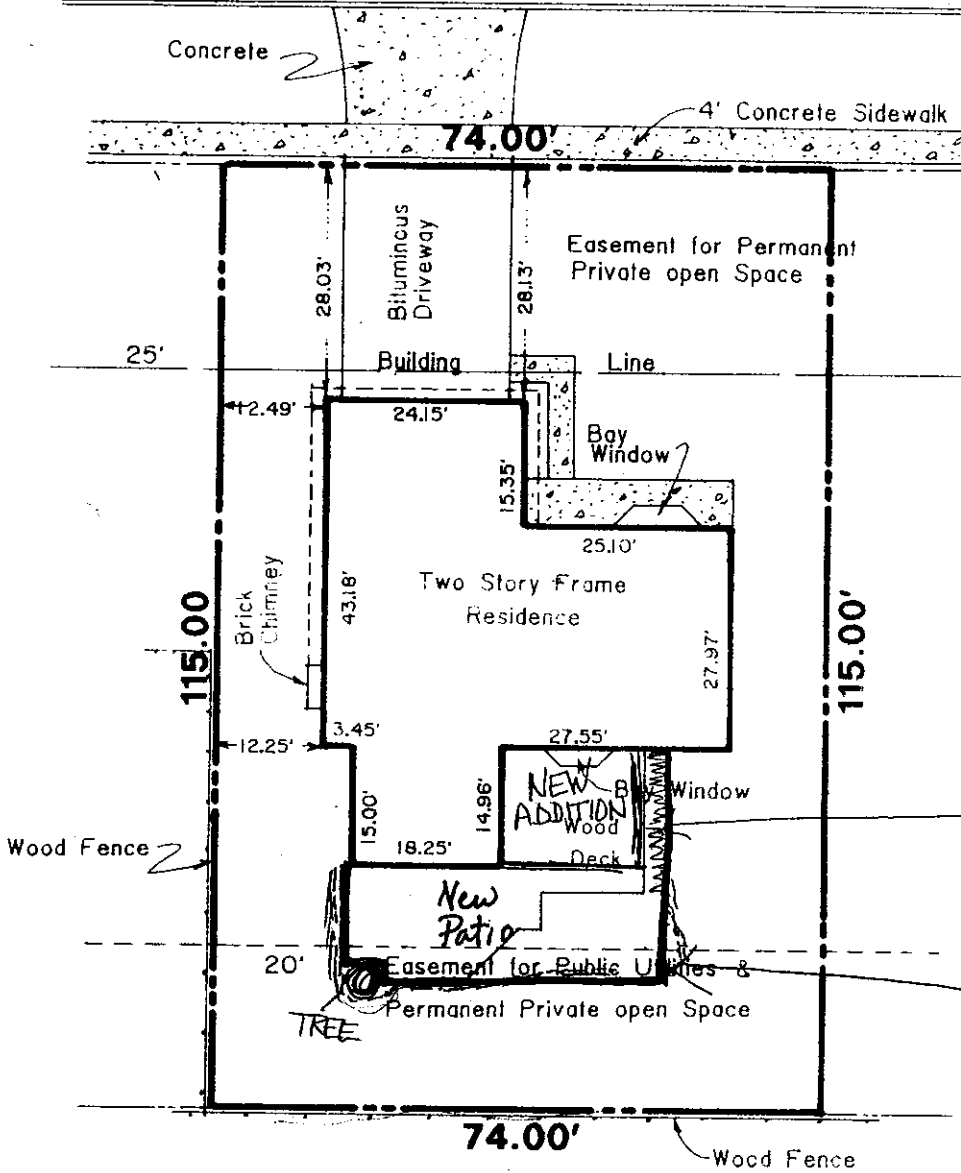 Concrete
4' Concrete Sidewalk
74.00'
28.03'
Bituminous
Driveway
28.13'
Easement for Permanent
Private open Space
25'
Building
Line
12.49'
24.15'
Bay
Window
15.35'
25.10'
Brick
Chimney
43.18'
Two Story Frame
Residence
115.00
27.97'
115.00'
3.45'
27.55'
12.25'
NEW
ADDITION
Bay Window
15.00'
14.96'
Wood
Deck
Wood Fence
18.25'
New
Patio
20'
Easement for Public Utilities &
Permanent Private open Space
TREE
74.00'
Wood Fence